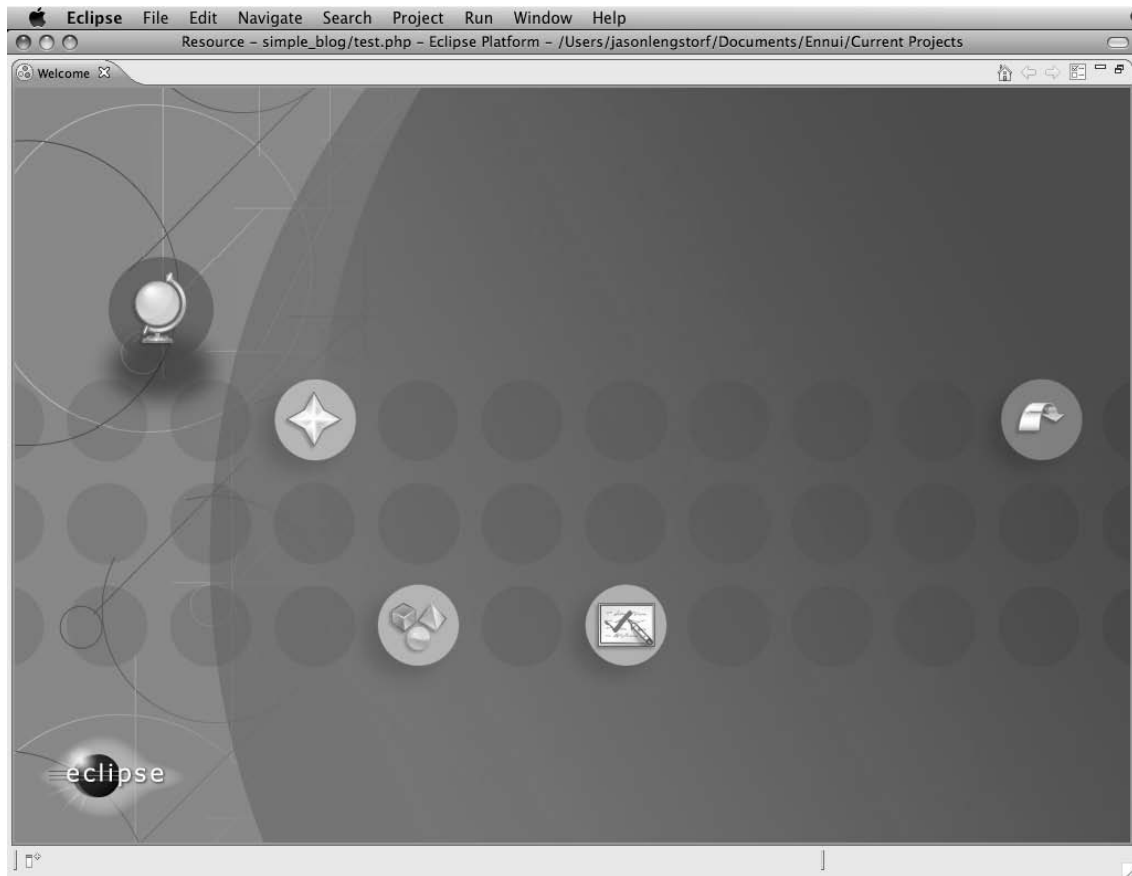 Eclipse File Edit Navigate Search Project Run Window Help
Resource – simple_blog/test.php – Eclipse Platform – /Users/jasonlengstorf/Documents/Ennui/Current Projects
Welcome
eclipse